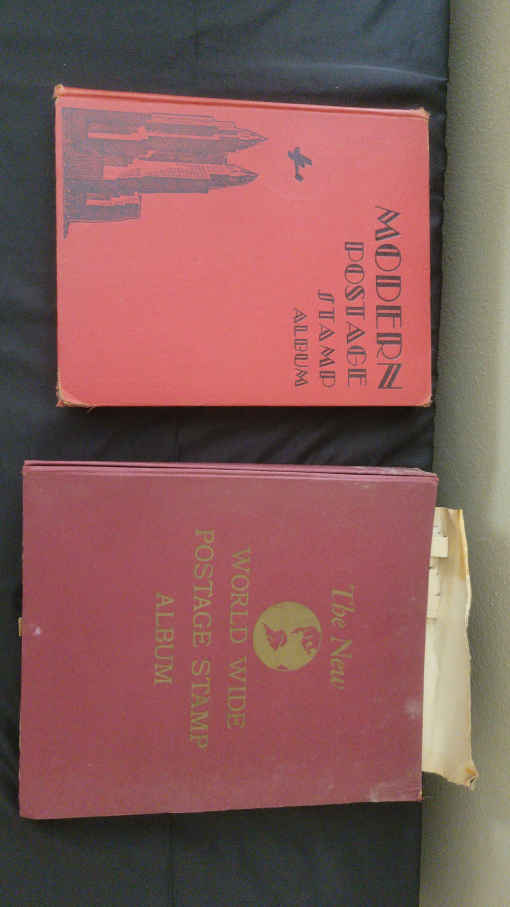 MODERN
POSTAGE
STAMP
ALBUM
The New
WORLD WIDE
POSTAGE STAMP
ALBUM